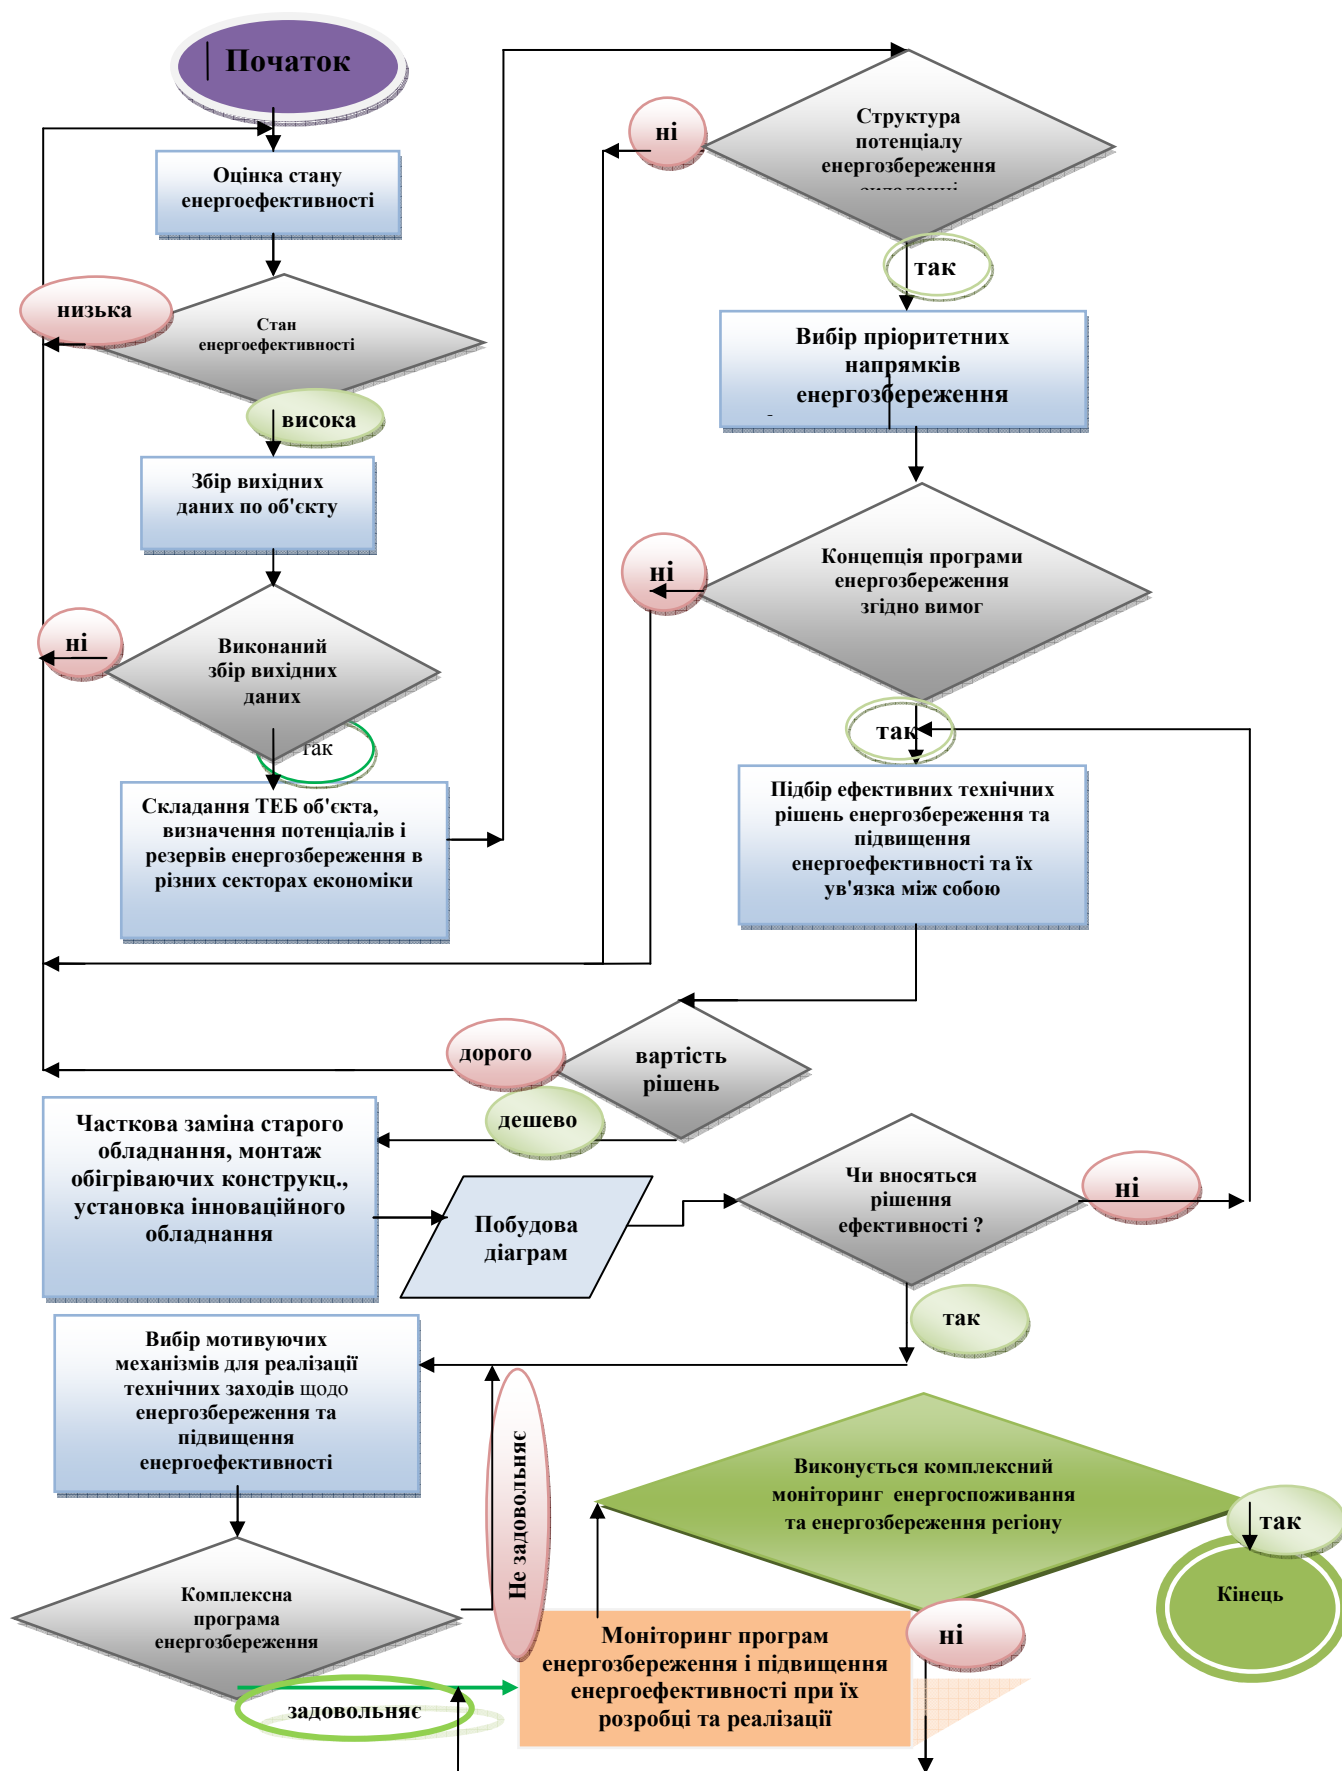 Початок
Оцінка стану
енергоефективності
низька
Стан
енергоефективності
висока
Збір вихідних
даних по об'єкту
ні
Виконаний
збір вихідних
даних
так
Складання ТЕБ об'єкта,
визначення потенціалів і
резервів енергозбереження в
різних секторах економіки
ні
Структура
потенціалу
енергозбереження
так
Вибір пріоритетних
напрямків
енергозбереження
ні
Концепція програми
енергозбереження
згідно вимог
так
Підбір ефективних технічних
рішень енергозбереження та
підвищення
енергоефективності та їх
ув'язка між собою
дорого
вартість
рішень
дешево
Часткова заміна старого
обладнання, монтаж
обігріваючих конструкц.,
установка інноваційного
обладнання
Побудова
діаграм
Чи вносяться
рішення
ефективності ?
ні
так
Вибір мотивуючих
механізмів для реалізації
технічних заходів щодо
енергозбереження та
підвищення
енергоефективності
Не задовольняє
Виконується комплексний
моніторинг енергоспоживання
та енергозбереження регіону
так
Кінець
Комплексна
програма
енергозбереження
задовольняє
Моніторинг програм
енергозбереження і підвищення
енергоефективності при їх
розробці та реалізації
ні